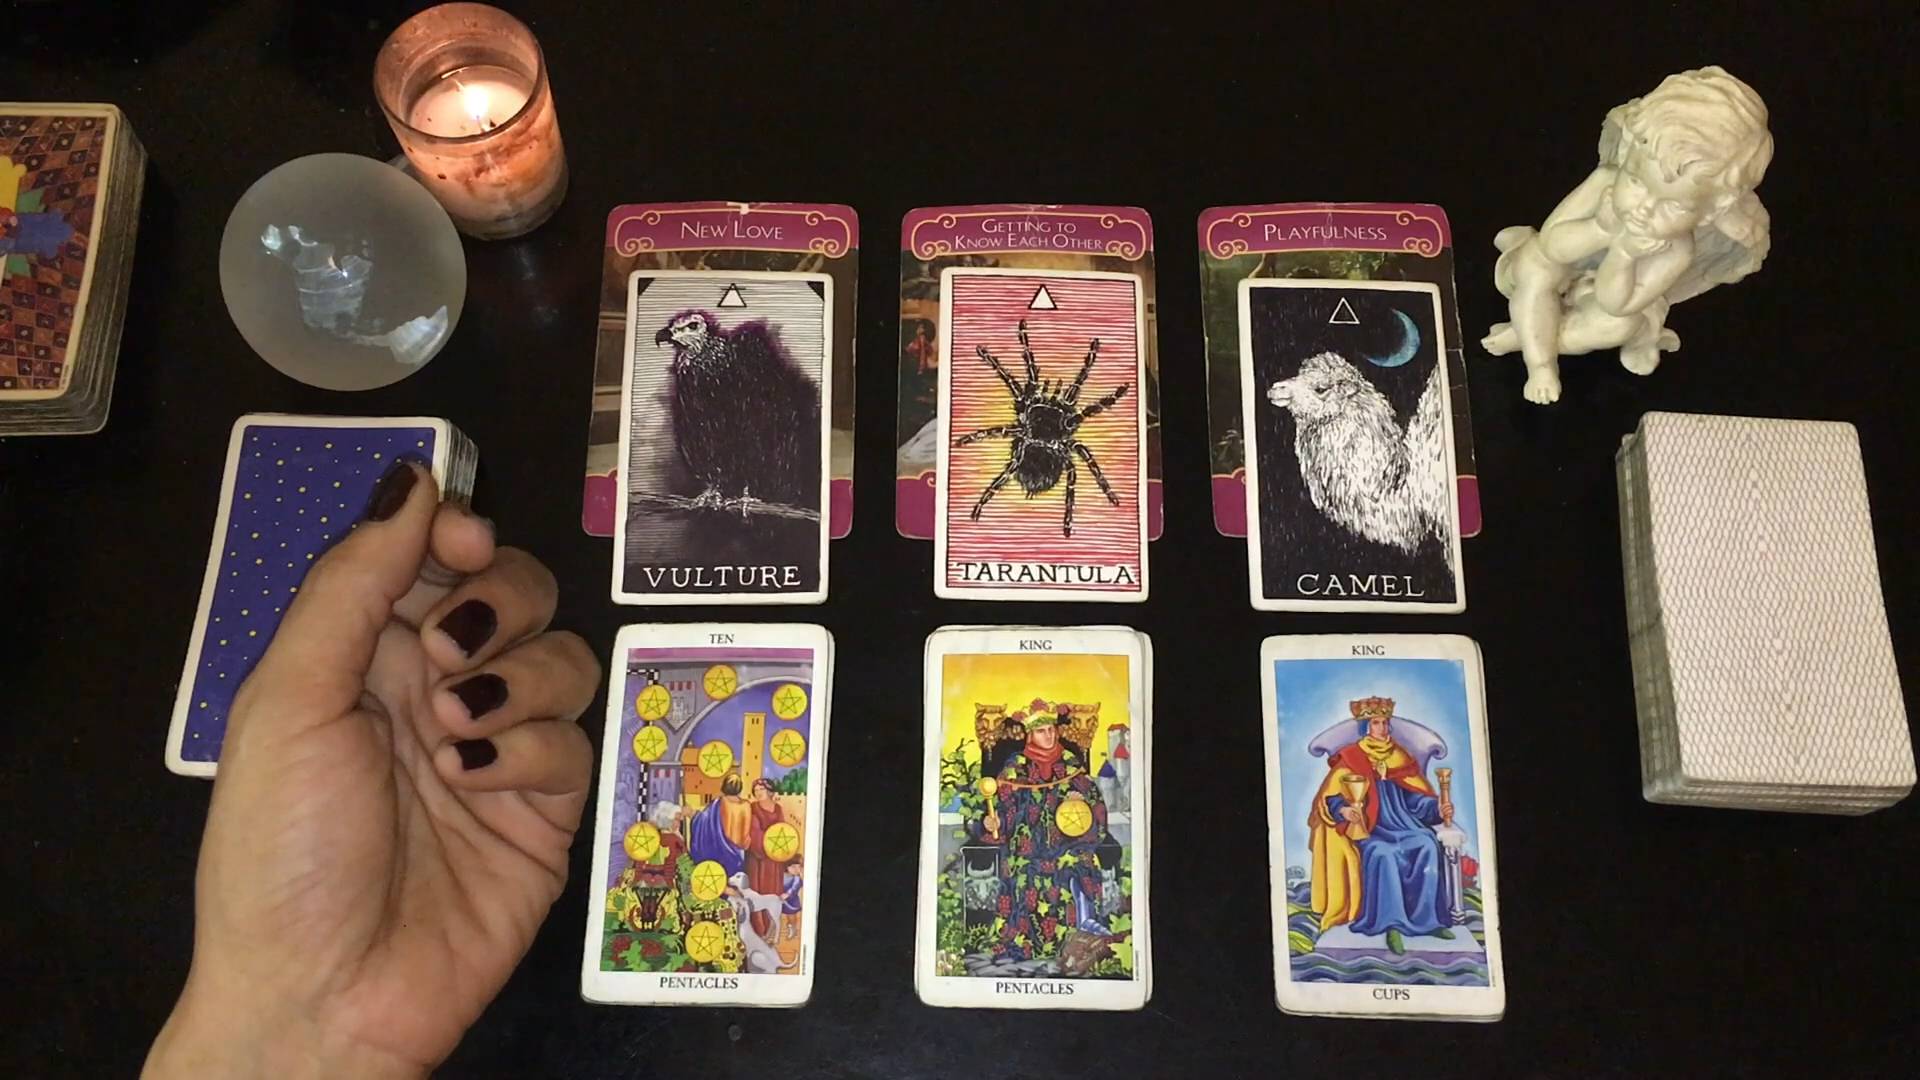 NEW LOVE
GETTING TO
KNOW EACH OTHER
PLAYFULNESS
VULTURE
TARANTULA
CAMEL
TEN
PENTACLES
KING
PENTACLES
KING
CUPS